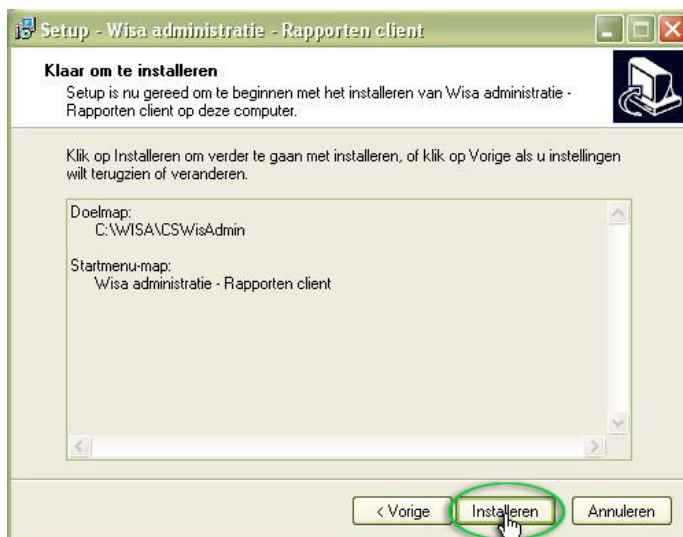 Setup - Wisa administratie - Rapporten client
Klaar om te installeren
Setup is nu gereed om te beginnen met het installeren van Wisa administratie -
Rapporten client op deze computer.
Klik op Installeren om verder te gaan met installeren, of klik op Vorige als u instellingen
wilt terugzien of veranderen.
Doelmap:
C:\WISA\CSWisAdmin
Startmenu-map:
Wisa administratie - Rapporten client
< Vorige
Installeren
Annuleren